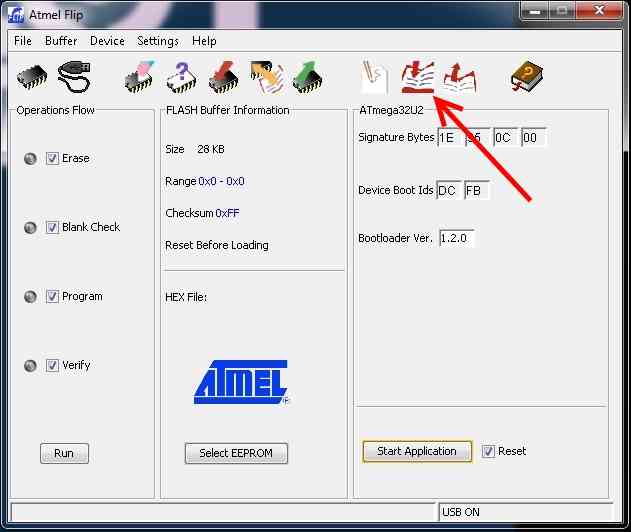 Atmel Flip
File Buffer Device Settings Help
Operations Flow
Erase
Blank Check
Program
Verify
Run
FLASH Buffer Information
Size 28 KB
Range 0x0 - 0x0
Checksum 0xFF
Reset Before Loading
HEX File:
ATMEL
Select EEPROM
ATmega32U2
Signature Bytes 1E 0C 00
Device Boot Ids DC FB
Bootloader Ver. 1.2.0
Start Application Reset
USB ON